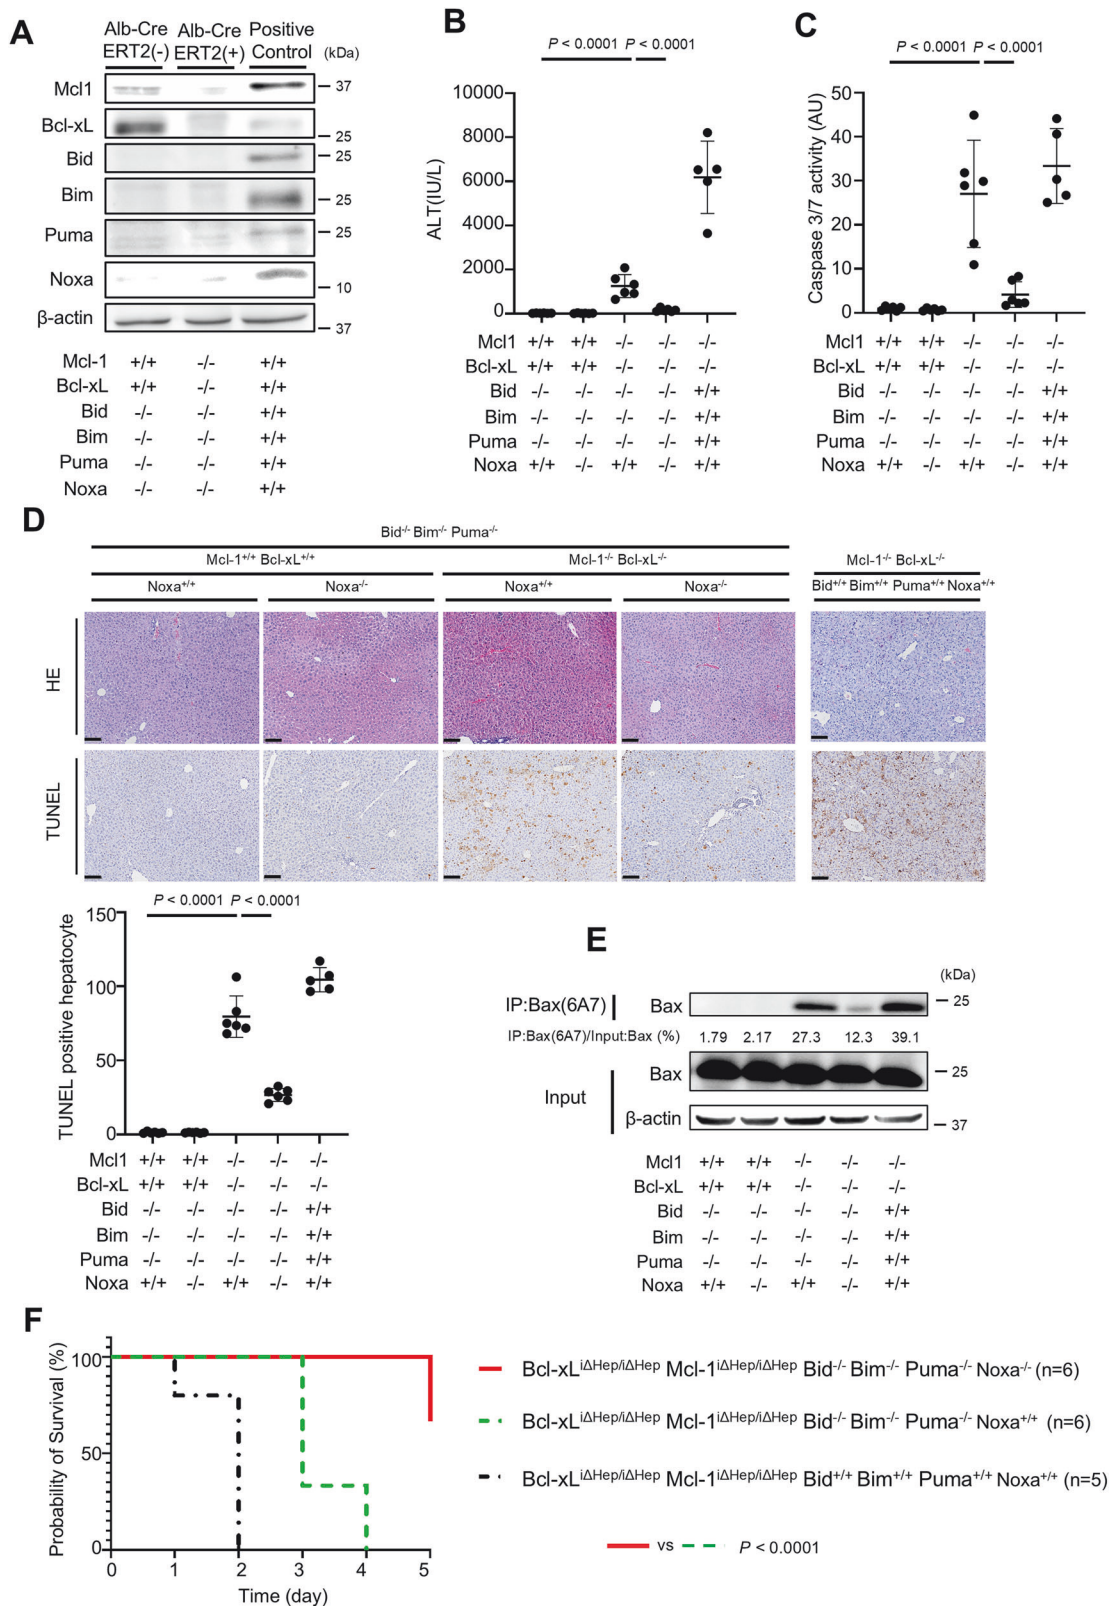 A
Alb-Cre ERT2(-)
Alb-Cre ERT2(+)
Positive Control
(kDa)
Mcl1
37
Bcl-xL
25
Bid
25
Bim
25
Puma
25
Noxa
10
β-actin
37
Mcl-1 +/+ -/- +/+
Bcl-xL +/+ -/- +/+
Bid -/- -/- +/+
Bim -/- -/- +/+
Puma -/- -/- +/+
Noxa -/- -/- +/+
B
P < 0.0001 P < 0.0001
ALT(IU/L)
10000
8000
6000
4000
2000
0
Mcl1 +/+ +/+ -/- -/- -/-
Bcl-xL +/+ +/+ -/- -/- -/-
Bid -/- -/- -/- -/- +/+
Bim -/- -/- -/- -/- +/+
Puma -/- -/- -/- -/- +/+
Noxa +/+ -/- +/+ -/- +/+
C
P < 0.0001 P < 0.0001
Caspase 3/7 activity (AU)
50
40
30
20
10
0
Mcl1 +/+ +/+ -/- -/- -/-
Bcl-xL +/+ +/+ -/- -/- -/-
Bid -/- -/- -/- -/- +/+
Bim -/- -/- -/- -/- +/+
Puma -/- -/- -/- -/- +/+
Noxa +/+ -/- +/+ -/- +/+
D
Bid-/- Bim-/- Puma-/-
Mcl-1+/+ Bcl-xL+/+
Mcl-1-/- Bcl-xL-/-
Mcl-1-/- Bcl-xL-/-
Noxa+/+
Noxa-/-
Noxa+/+
Noxa-/-
Bid+/+ Bim+/+ Puma+/+ Noxa+/+
HE
TUNEL
P < 0.0001 P < 0.0001
TUNEL positive hepatocyte
150
100
50
0
Mcl1 +/+ +/+ -/- -/- -/-
Bcl-xL +/+ +/+ -/- -/- -/-
Bid -/- -/- -/- -/- +/+
Bim -/- -/- -/- -/- +/+
Puma -/- -/- -/- -/- +/+
Noxa +/+ -/- +/+ -/- +/+
E
(kDa)
IP:Bax(6A7) Bax 25
IP:Bax(6A7)/Input:Bax (%) 1.79 2.17 27.3 12.3 39.1
Input
Bax 25
β-actin 37
Mcl1 +/+ +/+ -/- -/- -/-
Bcl-xL +/+ +/+ -/- -/- -/-
Bid -/- -/- -/- -/- +/+
Bim -/- -/- -/- -/- +/+
Puma -/- -/- -/- -/- +/+
Noxa +/+ -/- +/+ -/- +/+
F
Probability of Survival (%)
100
50
0
0 1 2 3 4 5
Time (day)
Bcl-xLiΔHep/iΔHep Mcl-1iΔHep/iΔHep Bid-/- Bim-/- Puma-/- Noxa-/- (n=6)
Bcl-xLiΔHep/iΔHep Mcl-1iΔHep/iΔHep Bid-/- Bim-/- Puma-/- Noxa+/+ (n=6)
Bcl-xLiΔHep/iΔHep Mcl-1iΔHep/iΔHep Bid+/+ Bim+/+ Puma+/+ Noxa+/+ (n=5)
vs P < 0.0001